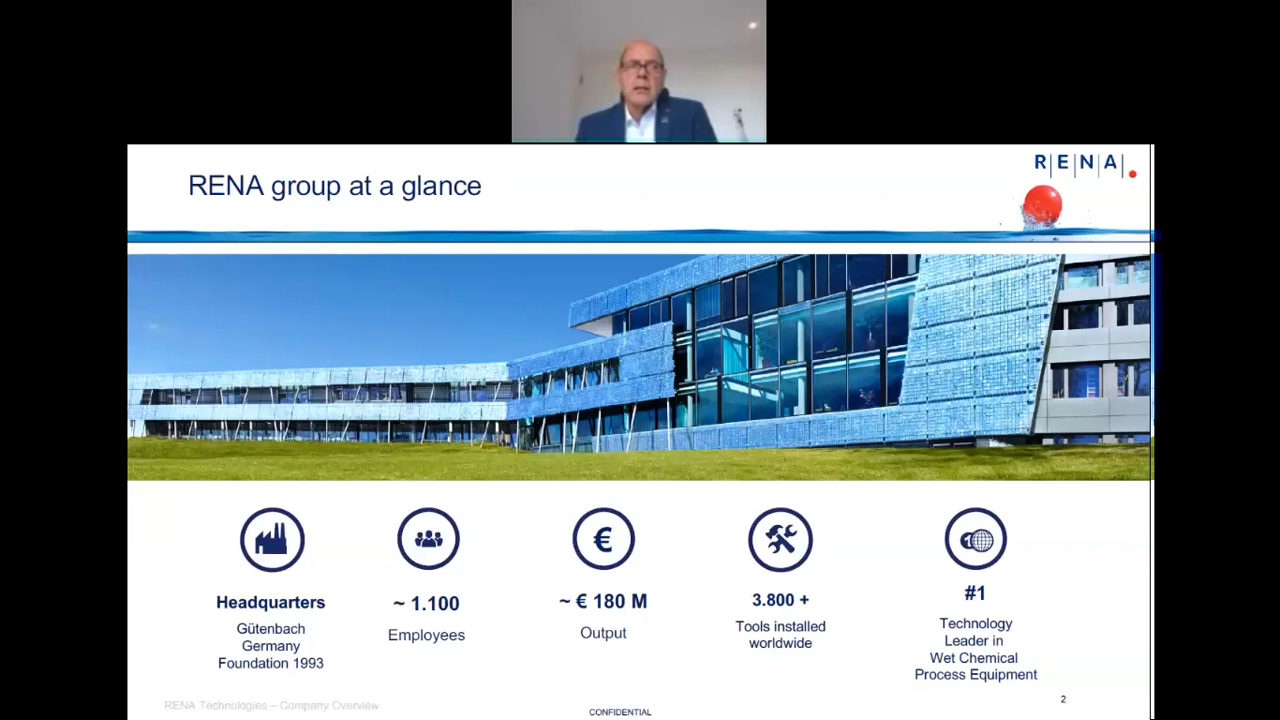 RENA group at a glance
R|E|N|A|.
Headquarters
Gütenbach
Germany
Foundation 1993
~ 1.100
Employees
€
~ € 180 M
Output
3.800 +
Tools installed
worldwide
1
#1
Technology
Leader in
Wet Chemical
Process Equipment
RENA Technologies – Company Overview
CONFIDENTIAL
2